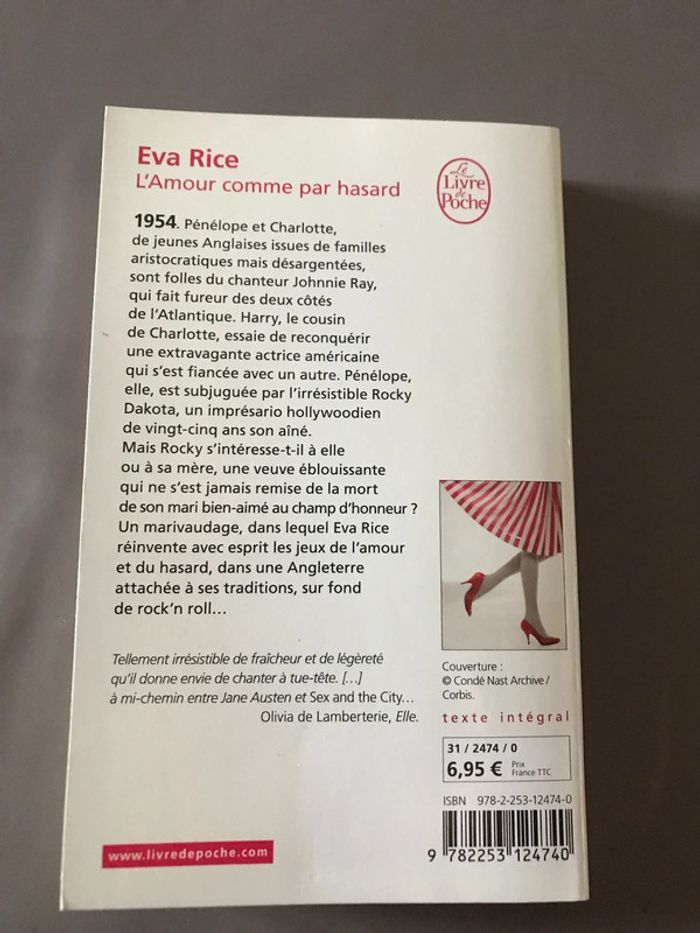 Eva Rice
L'Amour comme par hasard
Le
Livre
de
Poche
1954. Pénélope et Charlotte,
de jeunes Anglaises issues de familles
aristocratiques mais désargentées,
sont folles du chanteur Johnnie Ray,
qui fait fureur des deux côtés
de l'Atlantique. Harry, le cousin
de Charlotte, essaie de reconquérir
une extravagante actrice américaine
qui s'est fiancée avec un autre. Pénélope,
elle, est subjuguée par l'irrésistible Rocky
Dakota, un imprésario hollywoodien
de vingt-cinq ans son aîné.
Mais Rocky s'intéresse-t-il à elle
ou à sa mère, une veuve éblouissante
qui ne s'est jamais remise de la mort
de son mari bien-aimé au champ d'honneur ?
Un marivaudage, dans lequel Eva Rice
réinvente avec esprit les jeux de l'amour
et du hasard, dans une Angleterre
attachée à ses traditions, sur fond
de rock'n roll...
Tellement irrésistible de fraîcheur et de légèreté
qu'il donne envie de chanter à tue-tête. [...]
à mi-chemin entre Jane Austen et Sex and the City...
Olivia de Lamberterie, Elle.
Couverture :
© Condé Nast Archive /
Corbis.
texte intégral
31 / 2474 / 0
6,95 € Prix
France TTC
ISBN 978-2-253-12474-0
9 782253 124740
www.livredepoche.com